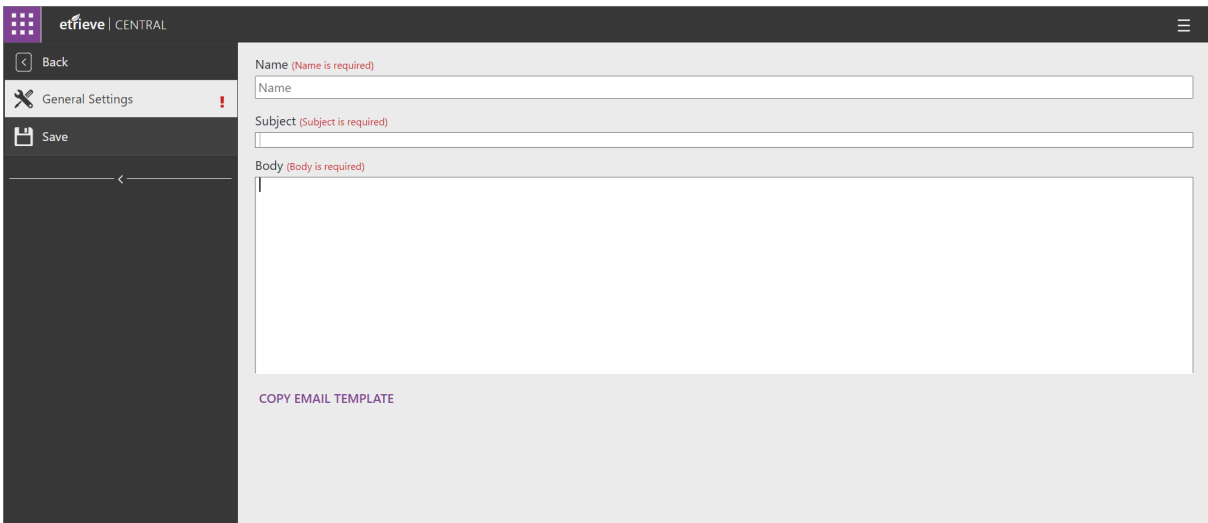 etrieve | CENTRAL
Back
General Settings
Save
Name (Name is required)
Name
Subject (Subject is required)
Body (Body is required)
COPY EMAIL TEMPLATE